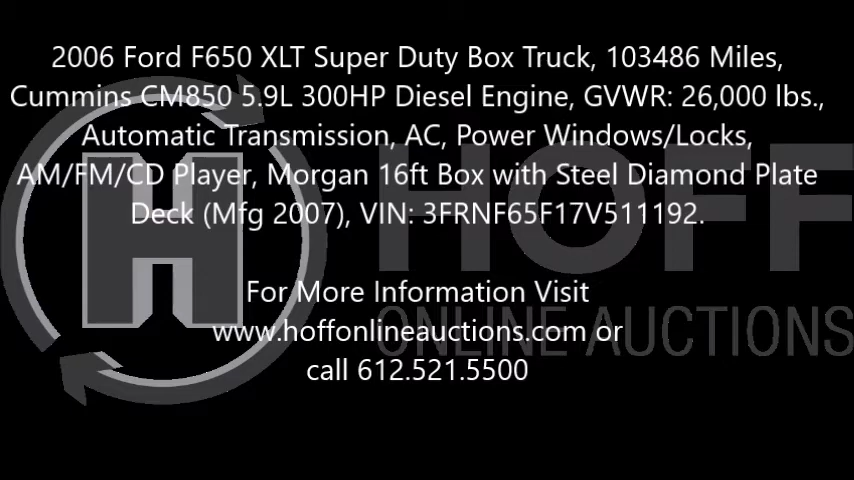 2006 Ford F650 XLT Super Duty Box Truck, 103486 Miles,
Cummins CM850 5.9L 300HP Diesel Engine, GVWR: 26,000 lbs.,
Automatic Transmission, AC, Power Windows/Locks,
AM/FM/CD Player, Morgan 16ft Box with Steel Diamond Plate
Deck (Mfg 2007), VIN: 3FRNF65F17V511192.
For More Information Visit
www.hoffonlineauctions.com or
call 612.521.5500
H HOFF
ONLINE AUCTIONS